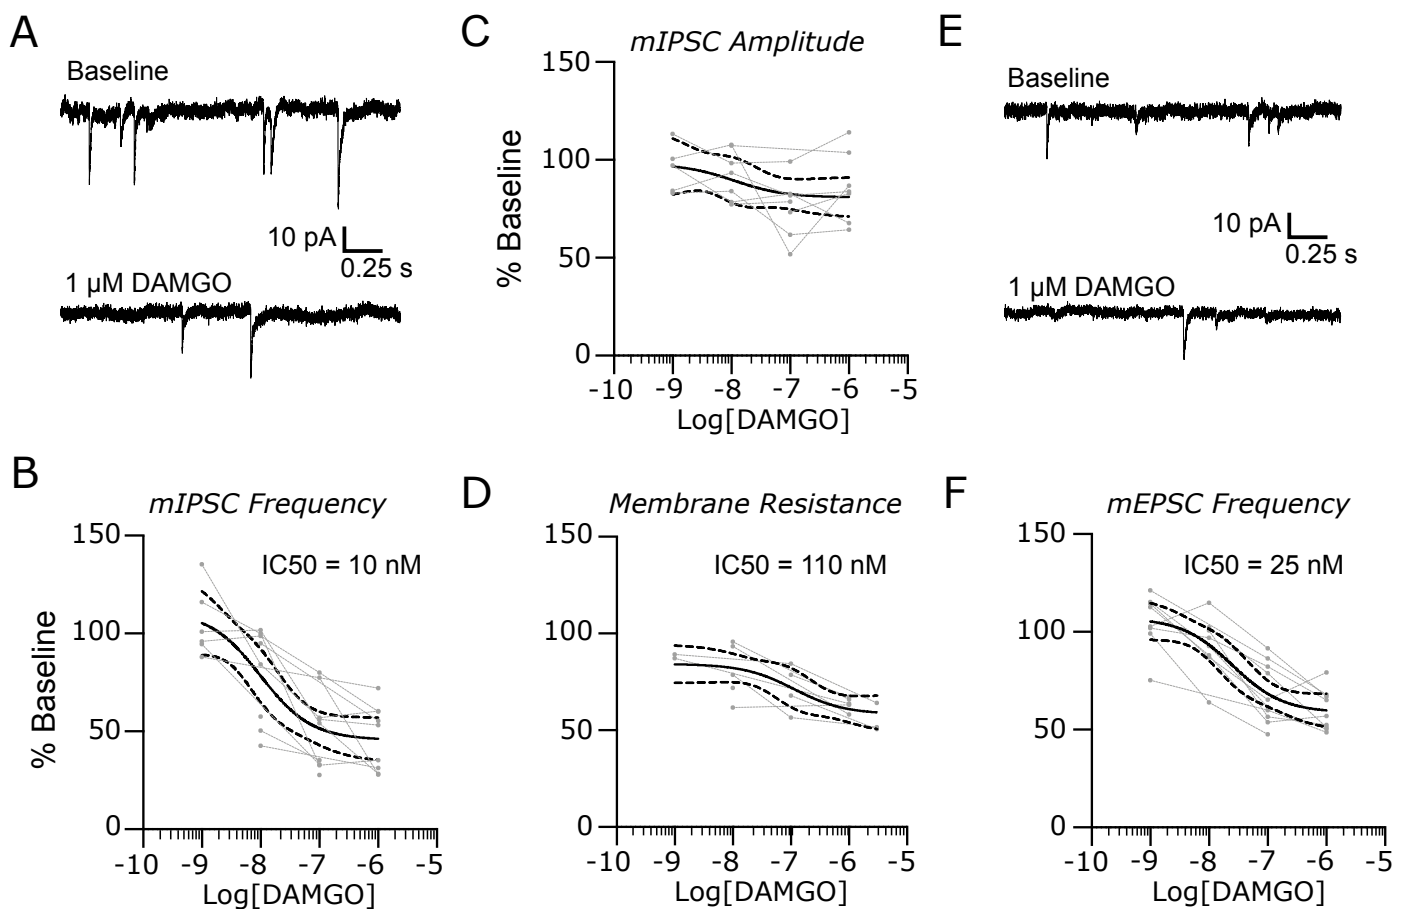 A
Baseline
10 pA
0.25 s
1 µM DAMGO
C
mIPSC Amplitude
150
100
50
0
% Baseline
-10 -9 -8 -7 -6 -5
Log[DAMGO]
E
Baseline
10 pA
0.25 s
1 µM DAMGO
B
mIPSC Frequency
IC50 = 10 nM
150
100
50
0
% Baseline
-10 -9 -8 -7 -6 -5
Log[DAMGO]
D
Membrane Resistance
IC50 = 110 nM
150
100
50
0
-10 -9 -8 -7 -6 -5
Log[DAMGO]
F
mEPSC Frequency
IC50 = 25 nM
150
100
50
0
-10 -9 -8 -7 -6 -5
Log[DAMGO]